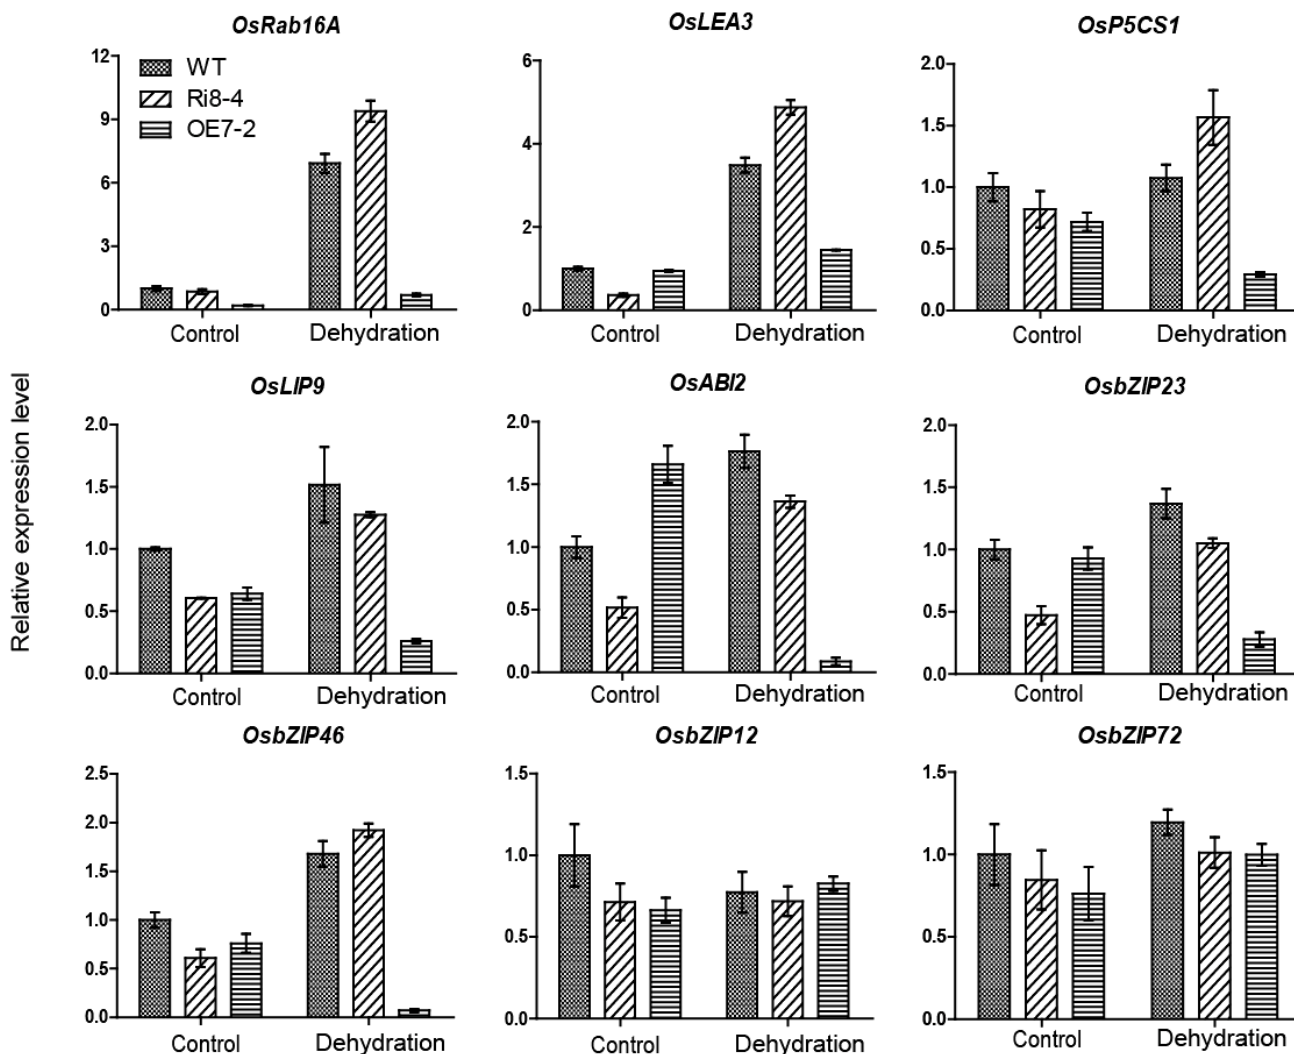 OsRab16A
12
9
6
3
0
WT
Ri8-4
OE7-2
Control Dehydration
OsLEA3
6
4
2
0
Control Dehydration
OsP5CS1
2.0
1.5
1.0
0.5
0.0
Control Dehydration
Relative expression level
OsLIP9
2.0
1.5
1.0
0.5
0.0
Control Dehydration
OsABI2
2.0
1.5
1.0
0.5
0.0
Control Dehydration
OsbZIP23
2.0
1.5
1.0
0.5
0.0
Control Dehydration
OsbZIP46
2.5
2.0
1.5
1.0
0.5
0.0
Control Dehydration
OsbZIP12
1.5
1.0
0.5
0.0
Control Dehydration
OsbZIP72
1.5
1.0
0.5
0.0
Control Dehydration